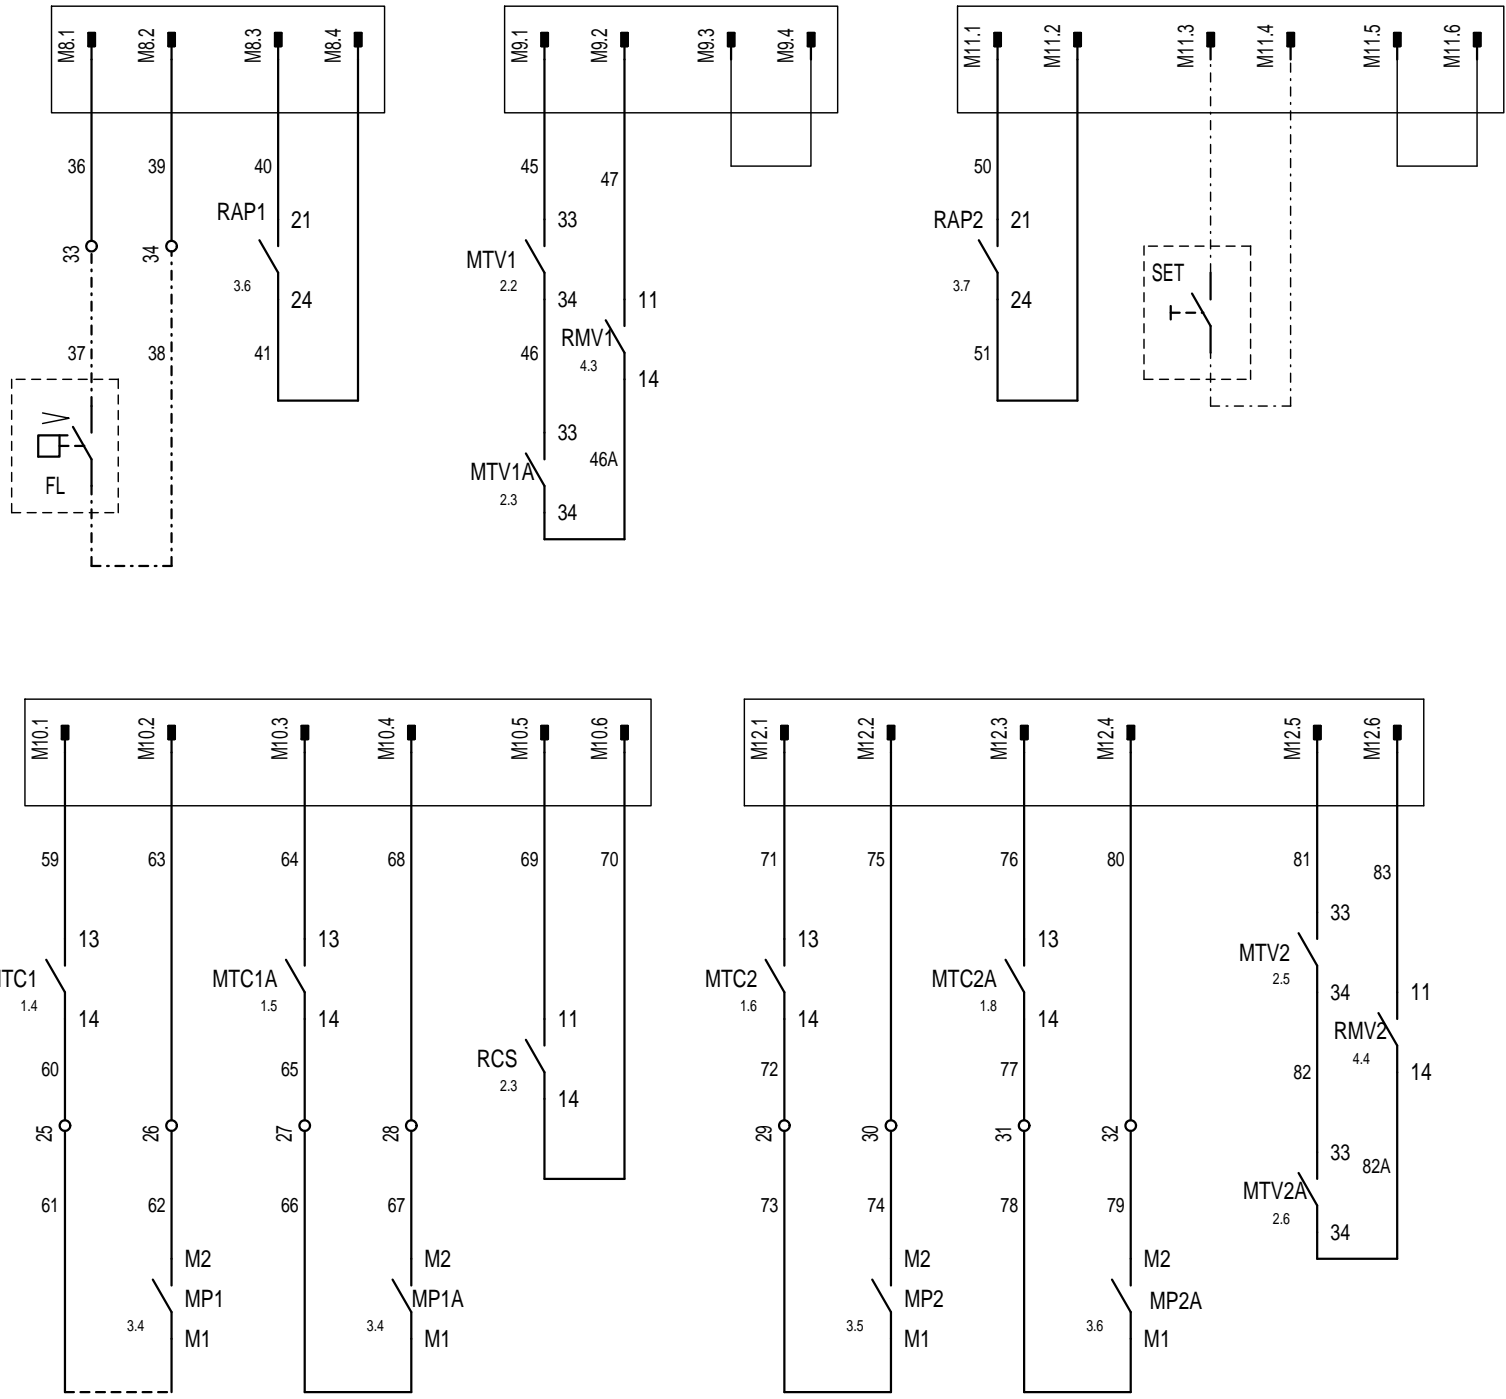 M8.1 M8.2 M8.3 M8.4
36 39 40
RAP1 21
33 34
3.6 24
37 38 41
FL
M9.1 M9.2 M9.3 M9.4
45 47
33
MTV1
2.2 34 11
46 RMV1
4.3 14
33
MTV1A 46A
2.3 34
M11.1 M11.2 M11.3 M11.4 M11.5 M11.6
50
RAP2 21
SET
3.7 24
51
M10.1 M10.2 M10.3 M10.4 M10.5 M10.6
59 63 64 68 69 70
13 13
TC1 MTC1A
1.4 1.5
14 14 11
RCS
60 65 2.3
14
25 26 27 28
61 62 66 67
M2 M2
MP1 MP1A
3.4 3.4
M1 M1
M12.1 M12.2 M12.3 M12.4 M12.5 M12.6
71 75 76 80 81 83
33
13 13
MTC2 MTC2A MTV2
1.6 1.8 2.5
14 14 34 11
RMV2
72 77 82 4.4 14
29 30 31 32
33 82A
MTV2A
73 74 78 79 2.6
34
M2 M2
MP2 MP2A
3.5 3.6
M1 M1